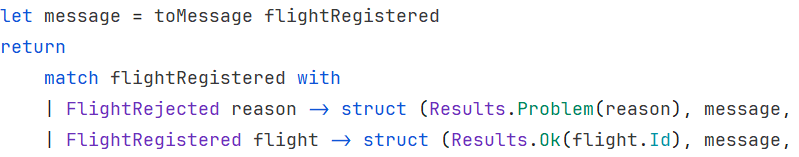 let message = toMessage flightRegistered
return
    match flightRegistered with
    | FlightRejected reason -> struct (Results.Problem(reason), message,
    | FlightRegistered flight -> struct (Results.Ok(flight.Id), message,